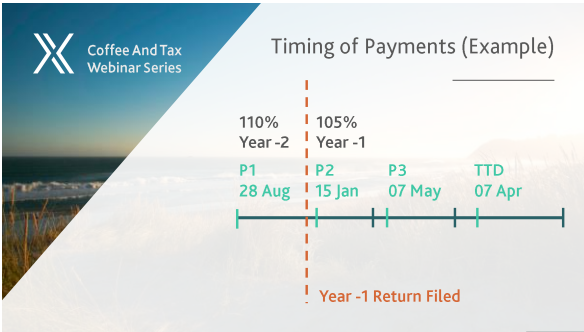 Coffee And Tax
Webinar Series
Timing of Payments (Example)
110%
Year -2
105%
Year -1
P1
28 Aug
P2
15 Jan
P3
07 May
TTD
07 Apr
Year -1 Return Filed